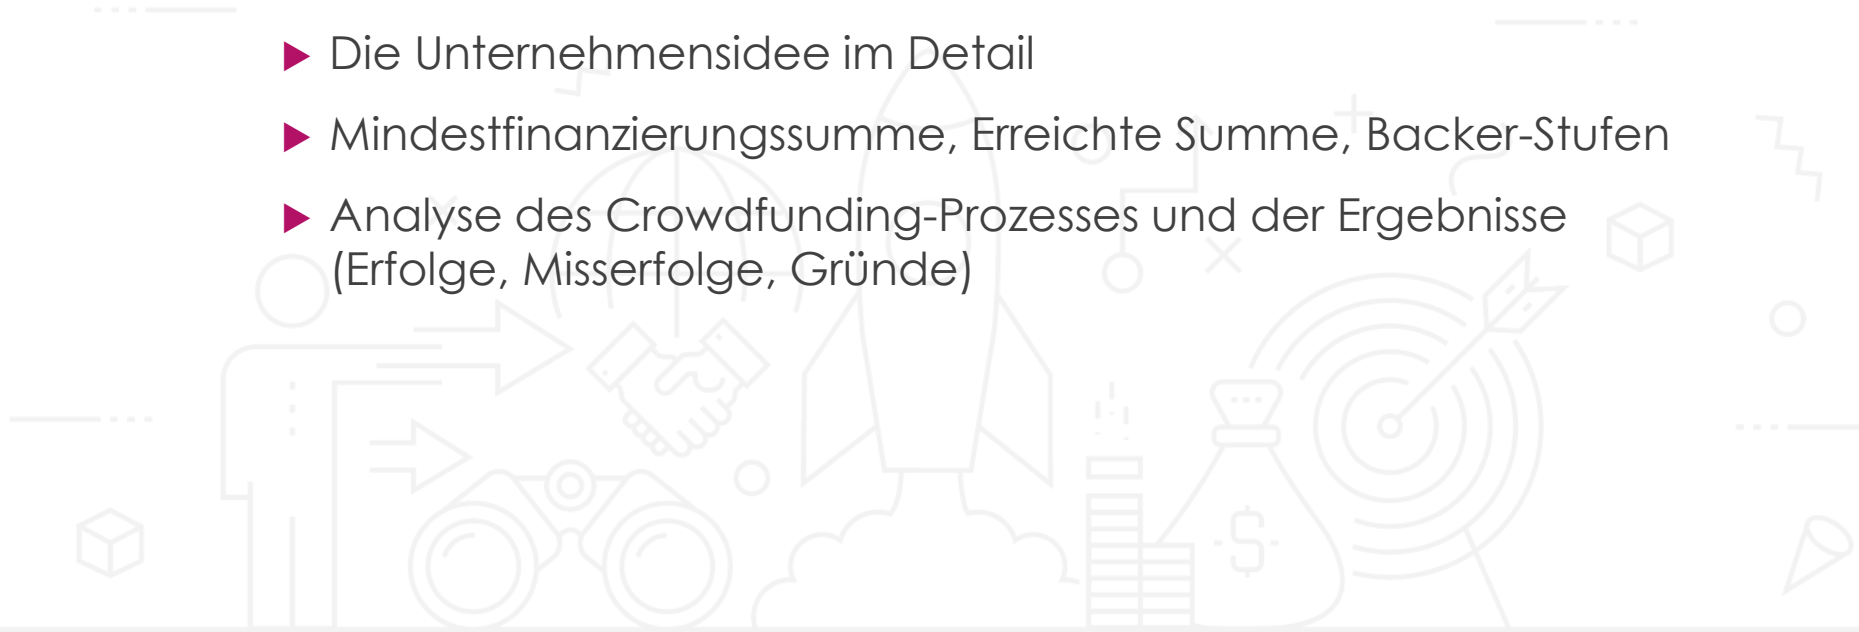 Die Unternehmensidee im Detail
Mindestfinanzierungssumme, Erreichte Summe, Backer-Stufen
Analyse des Crowdfunding-Prozesses und der Ergebnisse
(Erfolge, Misserfolge, Gründe)